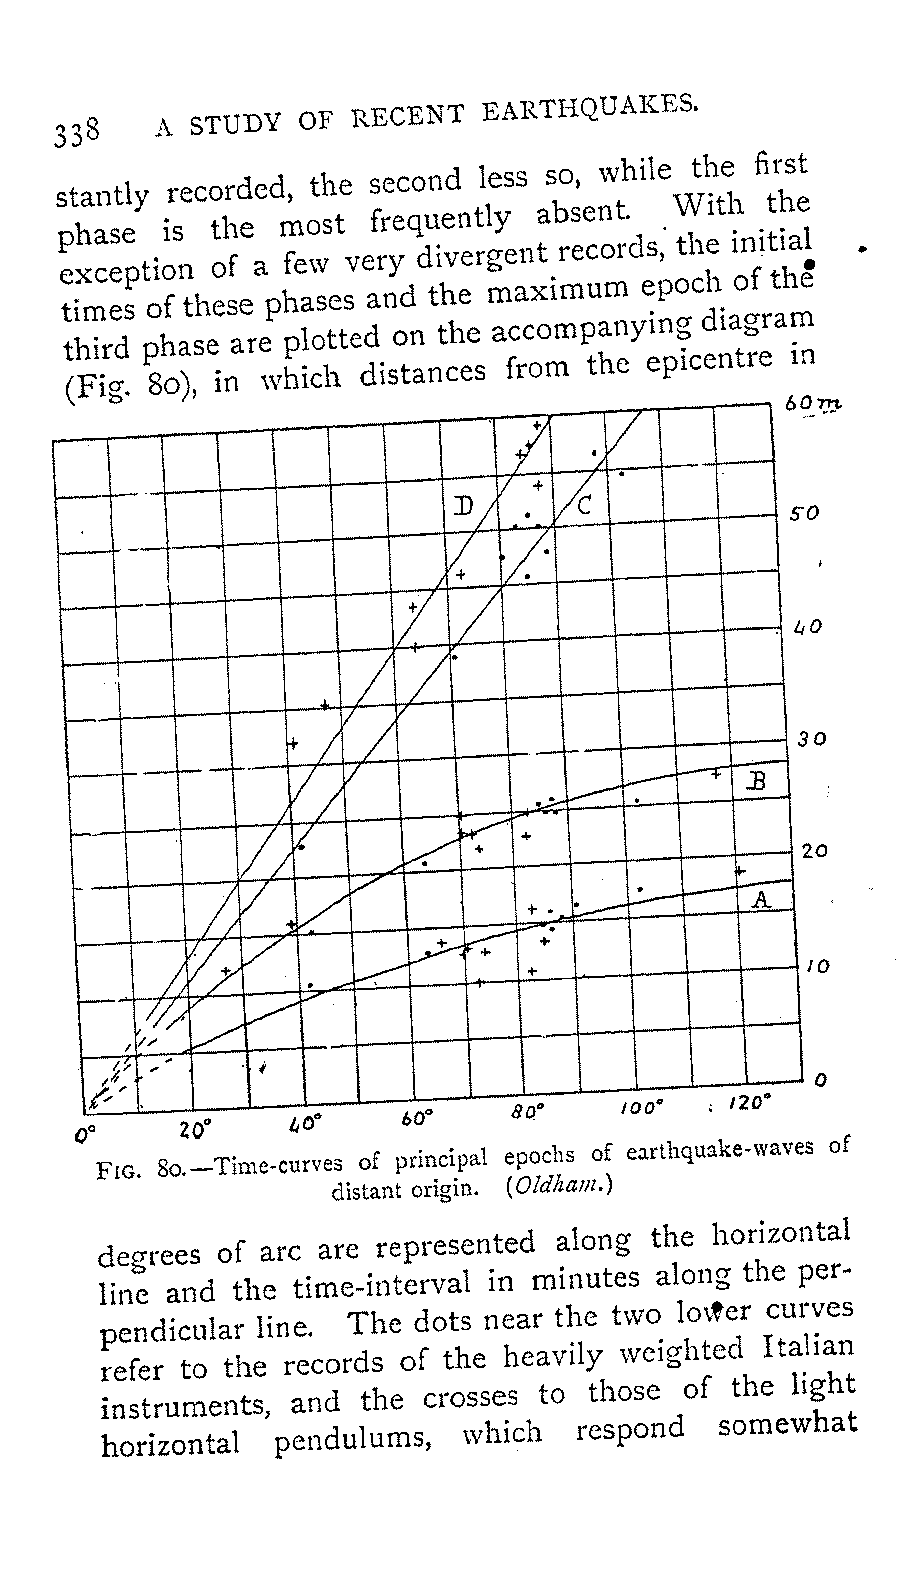 338 A STUDY OF RECENT EARTHQUAKES.
stantly recorded, the second less so, while the first
phase is the most frequently absent. With the
exception of a few very divergent records, the initial
times of these phases and the maximum epoch of the
third phase are plotted on the accompanying diagram
(Fig. 80), in which distances from the epicentre in
60m
D C
50
40
30
B
20
A
10
0
0° 20° 40° 60° 80° 100° 120°
FIG. 80.—Time-curves of principal epochs of earthquake-waves of
distant origin. (Oldham.)
degrees of arc are represented along the horizontal
line and the time-interval in minutes along the per-
pendicular line. The dots near the two lower curves
refer to the records of the heavily weighted Italian
instruments, and the crosses to those of the light
horizontal pendulums, which respond somewhat